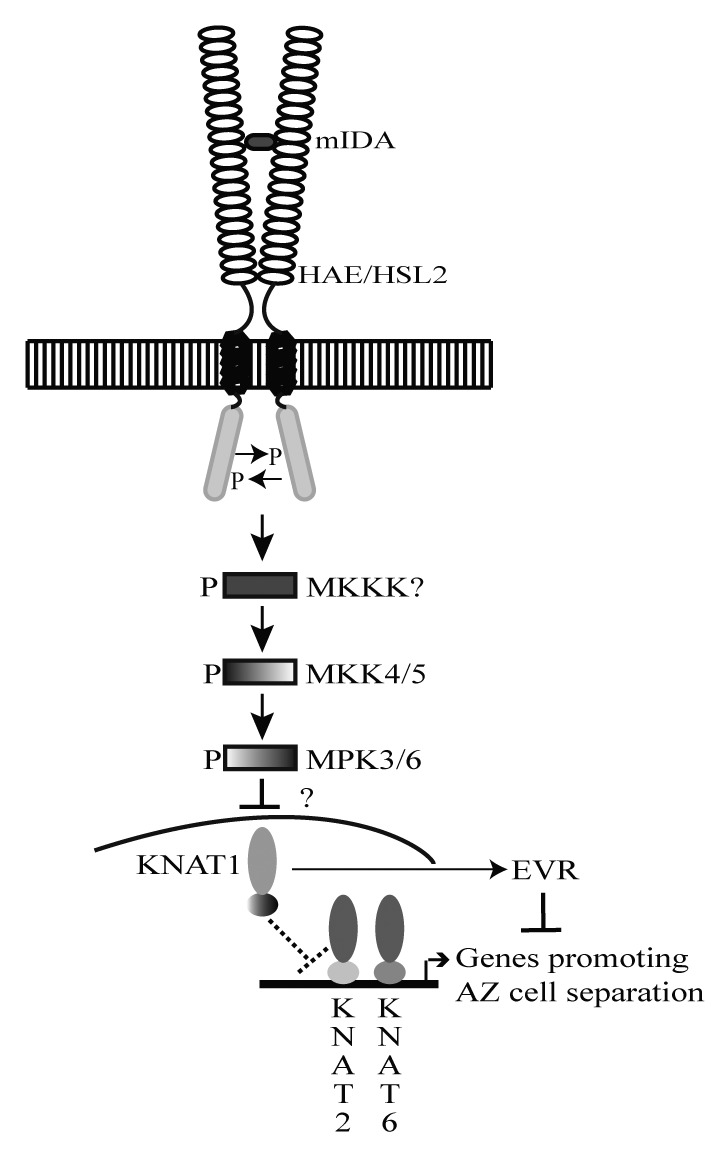 mIDA
HAE/HSL2
P
P
P MKKK?
P MKK4/5
P MPK3/6
?
KNAT1
EVR
Genes promoting
AZ cell separation
K K
N N
A A
T T
2 6